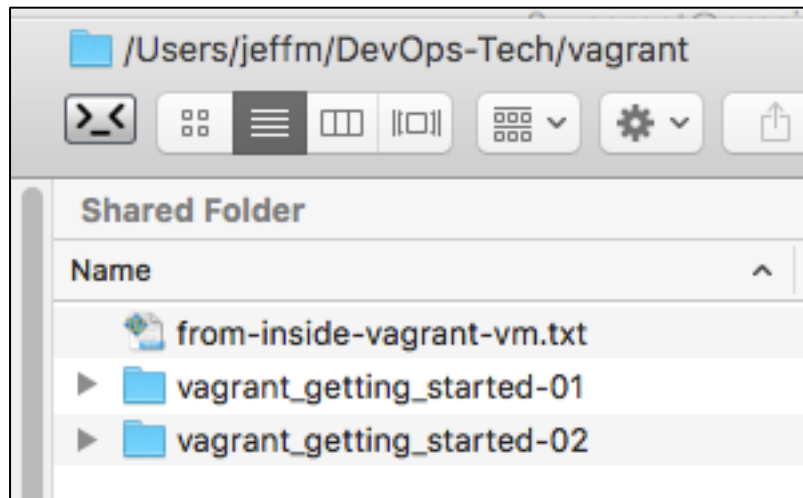 /Users/jeffm/DevOps-Tech/vagrant
Shared Folder
Name
from-inside-vagrant-vm.txt
vagrant_getting_started-01
vagrant_getting_started-02